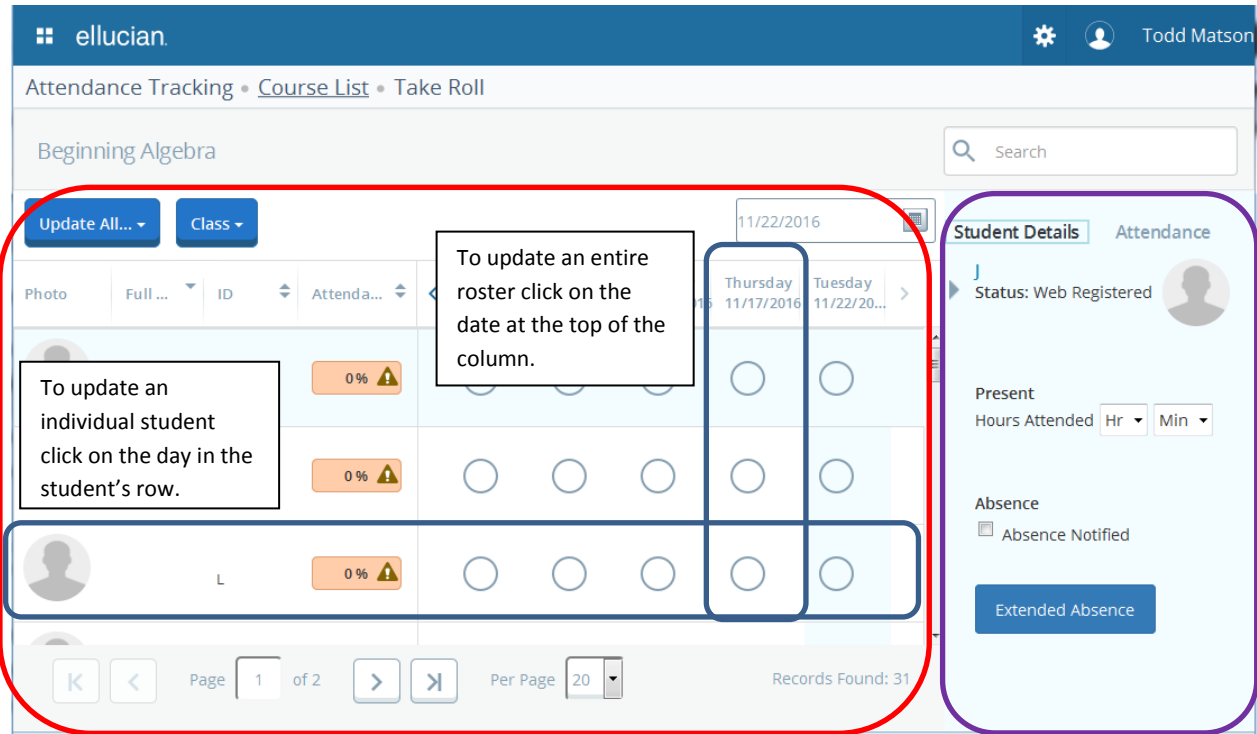 ellucian.
Todd Matson
Attendance Tracking • Course List • Take Roll
Beginning Algebra
Search
Update All...
Class
11/22/2016
To update an entire
roster click on the
date at the top of the
column.
Photo
Full ...
ID
Attenda...
Thursday
11/17/2016
Tuesday
11/22/20...
Student Details
Attendance
J
Status: Web Registered
0 %
To update an
individual student
click on the day in the
student’s row.
Present
Hours Attended Hr Min
0 %
Absence
Absence Notified
L
0 %
Extended Absence
Page 1 of 2
Per Page 20
Records Found: 31